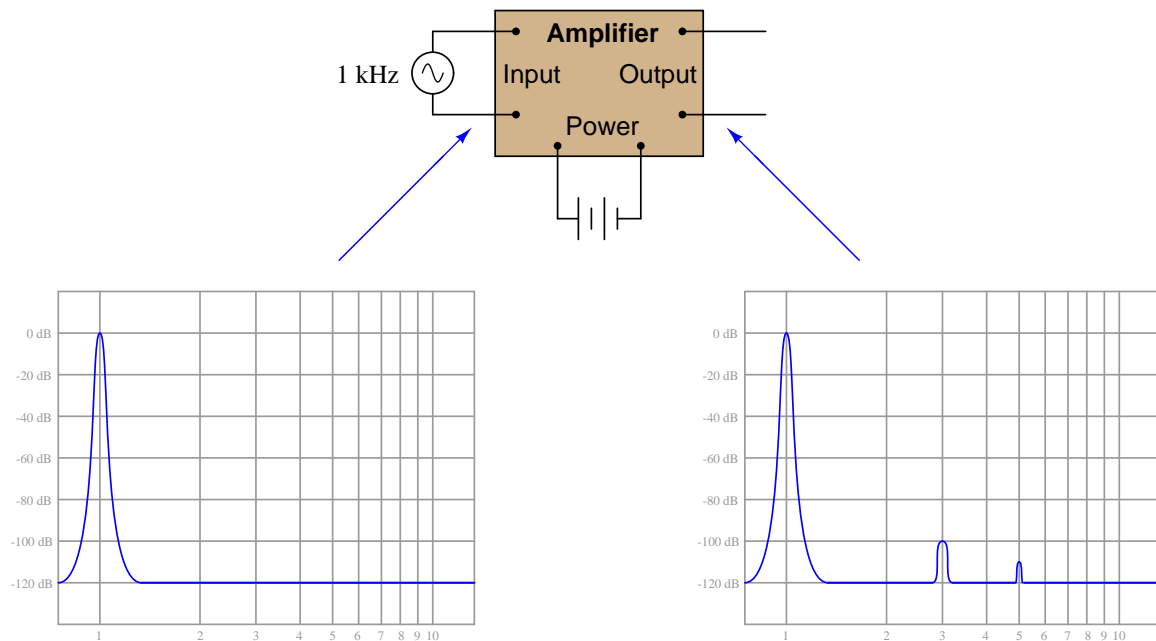 Amplifier
1 kHz
Input Output
Power
0 dB
-20 dB
-40 dB
-60 dB
-80 dB
-100 dB
-120 dB
1 2 3 4 5 6 7 8 9 10
0 dB
-20 dB
-40 dB
-60 dB
-80 dB
-100 dB
-120 dB
1 2 3 4 5 6 7 8 9 10